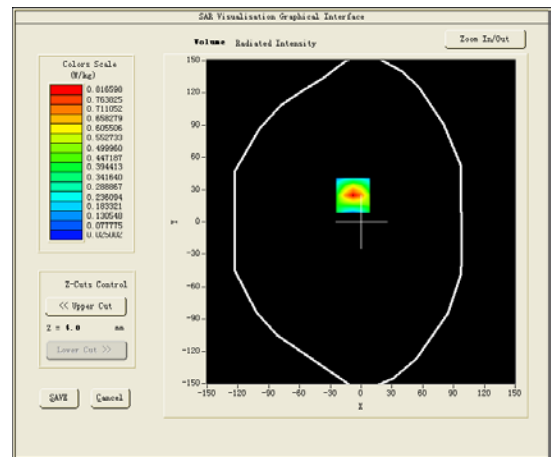 SAR Visualisation Graphical Interface
Volume Radiated Intensity
Zoom In/Out
Colors Scale
(W/kg)
0.816598
0.763825
0.711052
0.658279
0.605506
0.552733
0.499960
0.447187
0.394413
0.341640
0.288867
0.236094
0.183321
0.130548
0.077775
0.025002
Z-Cuts Control
<< Upper Cut
Z = 4.0 mm
Lower Cut >>
SAVE Cancel
150
120
90
60
30
0
-30
-60
-90
-120
-150
Y
-150 -120 -90 -60 -30 0 30 60 90 120 150
X